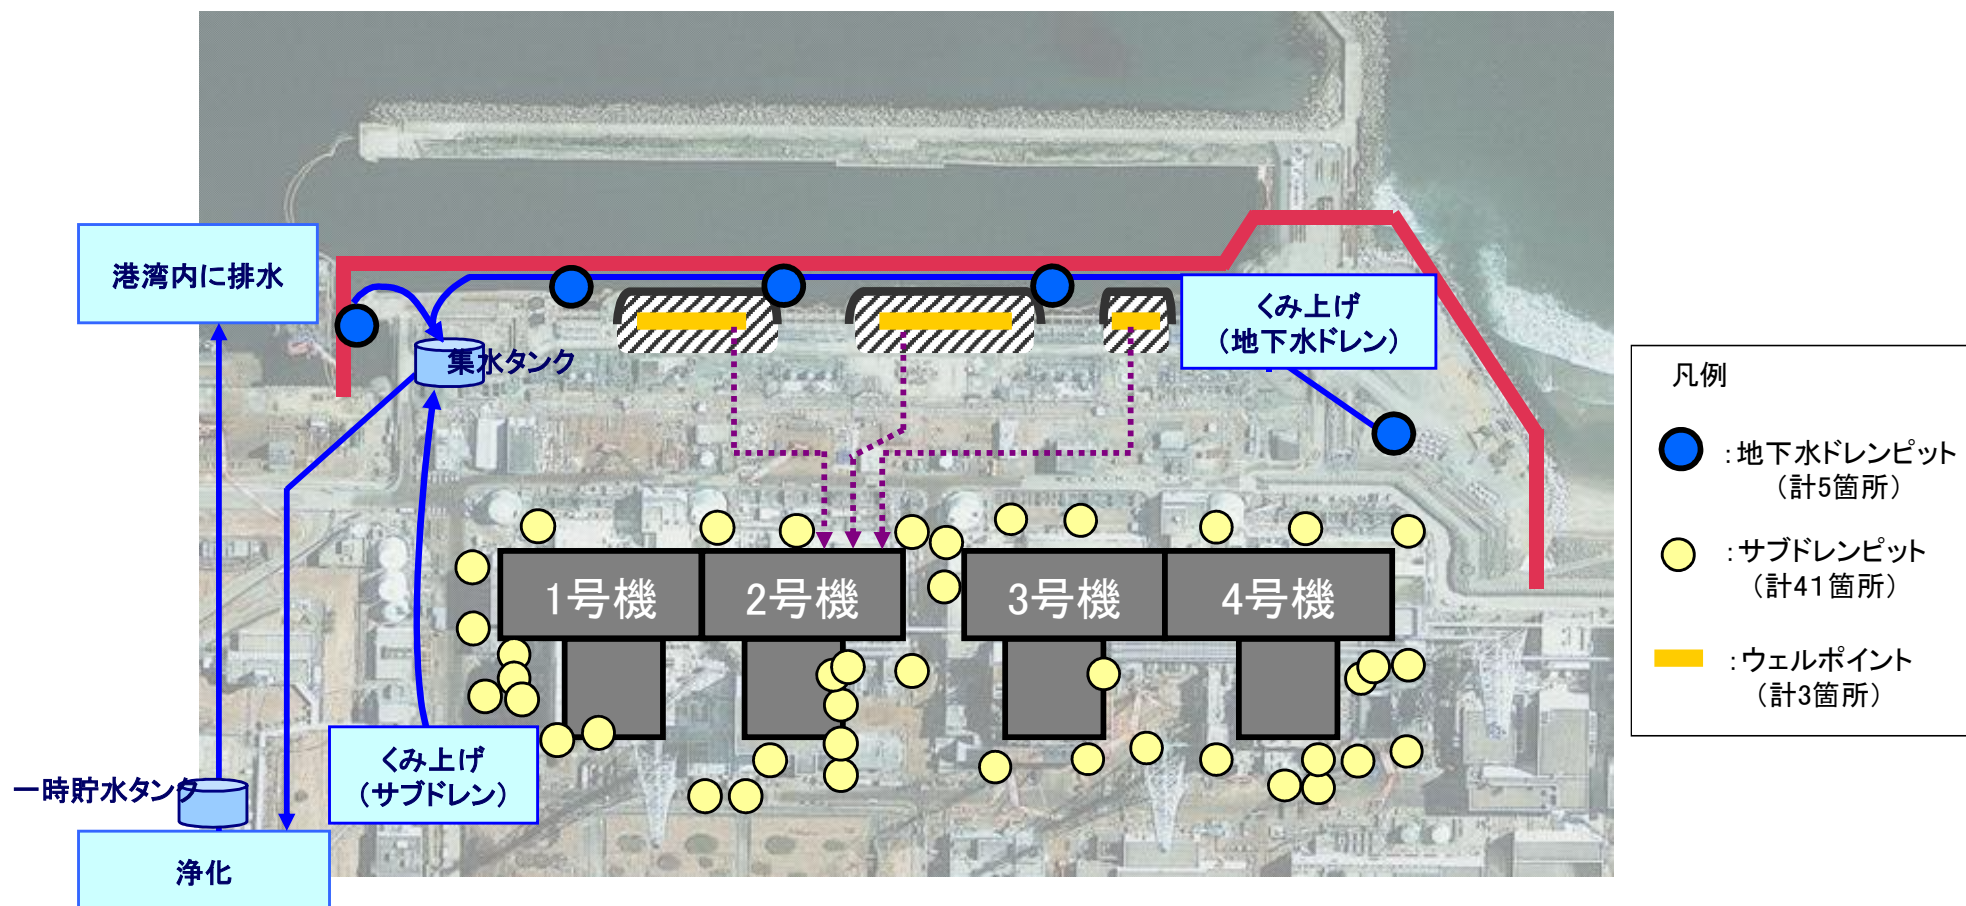 港湾内に排水
集水タンク
くみ上げ
（地下水ドレン）
凡例
：地下水ドレンピット
（計5箇所）
：サブドレンピット
（計41箇所）
：ウェルポイント
（計3箇所）
1号機
2号機
3号機
4号機
くみ上げ
（サブドレン）
一時貯水タンク
浄化